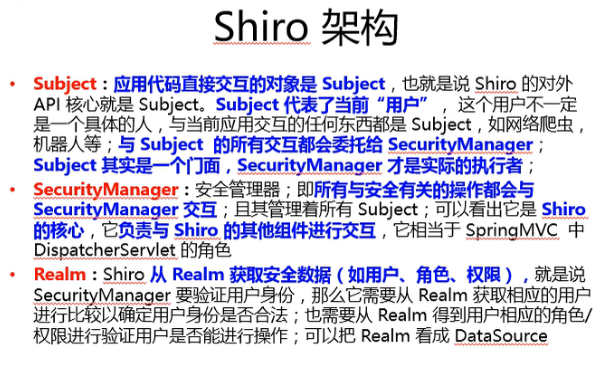 Shiro 架构
• Subject：应用代码直接交互的对象是 Subject，也就是说 Shiro 的对外
API 核心就是 Subject。Subject 代表了当前“用户”， 这个用户不一定
是一个具体的人，与当前应用交互的任何东西都是 Subject，如网络爬虫，
机器人等；与 Subject 的所有交互都会委托给 SecurityManager；
Subject 其实是一个门面，SecurityManager 才是实际的执行者；
• SecurityManager：安全管理器；即所有与安全有关的操作都会与
SecurityManager 交互；且其管理着所有 Subject；可以看出它是 Shiro
的核心，它负责与 Shiro 的其他组件进行交互，它相当于 SpringMVC 中
DispatcherServlet 的角色
• Realm：Shiro 从 Realm 获取安全数据（如用户、角色、权限），就是说
SecurityManager 要验证用户身份，那么它需要从 Realm 获取相应的用户
进行比较以确定用户身份是否合法；也需要从 Realm 得到用户相应的角色/
权限进行验证用户是否能进行操作；可以把 Realm 看成 DataSource